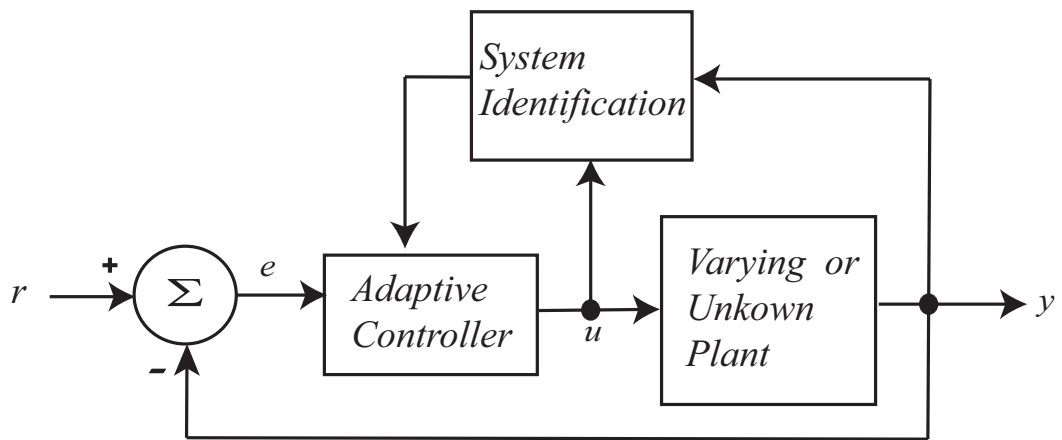 System
Identification
+
r
Σ
e
Adaptive
Controller
u
Varying or
Unkown
Plant
y
-